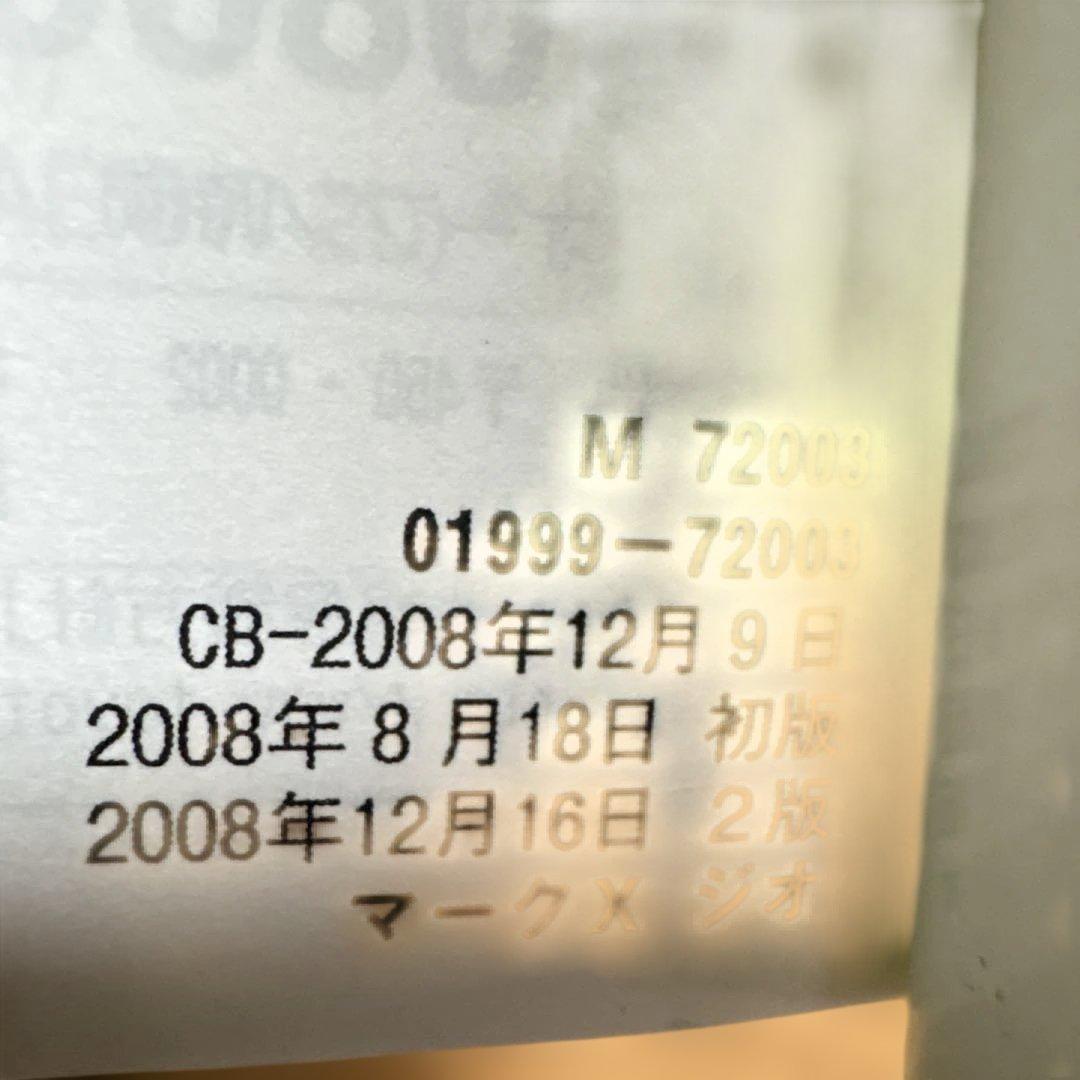 M 72003
01999-72003
CB-2008年12月9日
2008年8月18日 初版
2008年12月16日 2版
マークX ジオ